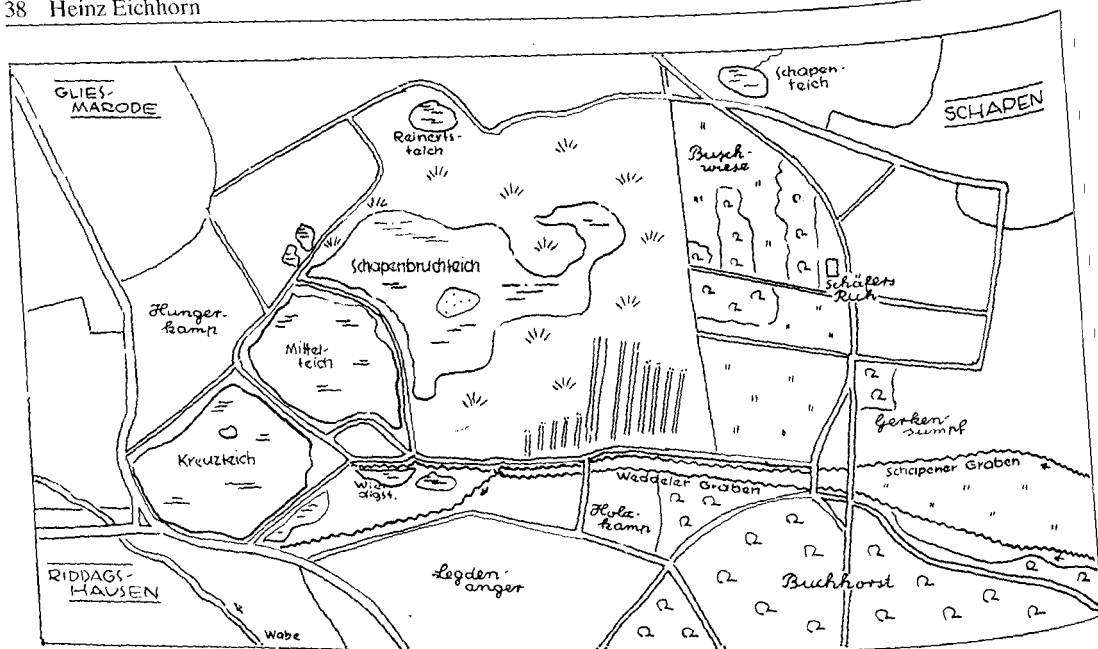 38 Heinz Eichhorn
GLIES-
MARODE
Schapen-
teich
SCHAPEN
Reinerts-
teich
Busch-
wiese
Schapenbruchteich
Schäfers
Ruh
Hunger-
kamp
Mittel-
teich
Gerken-
sumpf
Kreuzteich
Schapener Graben
Weddeler Graben
digst.
Holz-
kamp
RIDDAGS-
HAUSEN
Legden-
anger
Buchhorst
Wabe